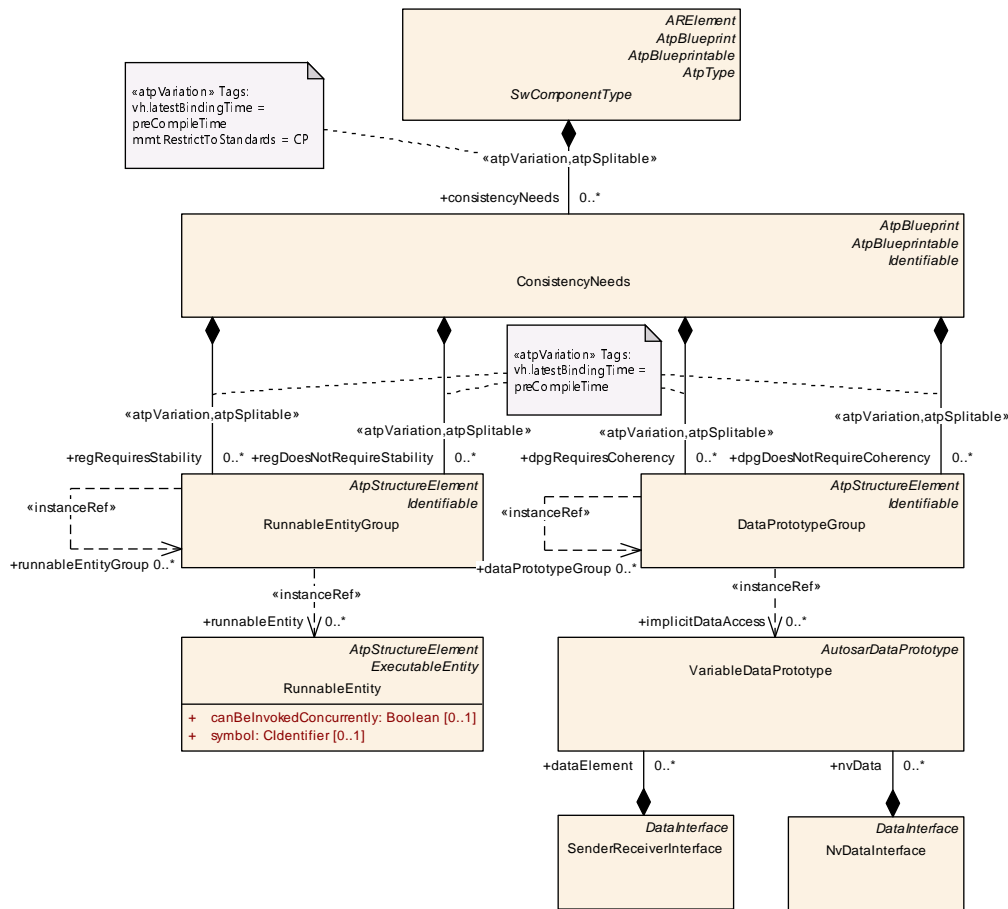 ARElement
AtpBlueprint
AtpBlueprintable
AtpType
SwComponentType
«atpVariation» Tags:
vh.latestBindingTime =
preCompileTime
mmt.RestrictToStandards = CP
«atpVariation,atpSplitable»
+consistencyNeeds 0..*
AtpBlueprint
AtpBlueprintable
Identifiable
ConsistencyNeeds
«atpVariation» Tags:
vh.latestBindingTime =
preCompileTime
«atpVariation,atpSplitable»
«atpVariation,atpSplitable»
«atpVariation,atpSplitable»
«atpVariation,atpSplitable»
+regRequiresStability 0..*
+regDoesNotRequireStability 0..*
+dpgRequiresCoherency 0..*
+dpgDoesNotRequireCoherency 0..*
AtpStructureElement
Identifiable
RunnableEntityGroup
«instanceRef»
+runnableEntityGroup 0..*
AtpStructureElement
Identifiable
DataPrototypeGroup
«instanceRef»
+dataPrototypeGroup 0..*
«instanceRef»
+runnableEntity 0..*
«instanceRef»
+implicitDataAccess 0..*
AtpStructureElement
ExecutableEntity
RunnableEntity
+ canBeInvokedConcurrently: Boolean [0..1]
+ symbol: CIdentifier [0..1]
AutosarDataPrototype
VariableDataPrototype
+dataElement 0..*
+nvData 0..*
DataInterface
SenderReceiverInterface
DataInterface
NvDataInterface